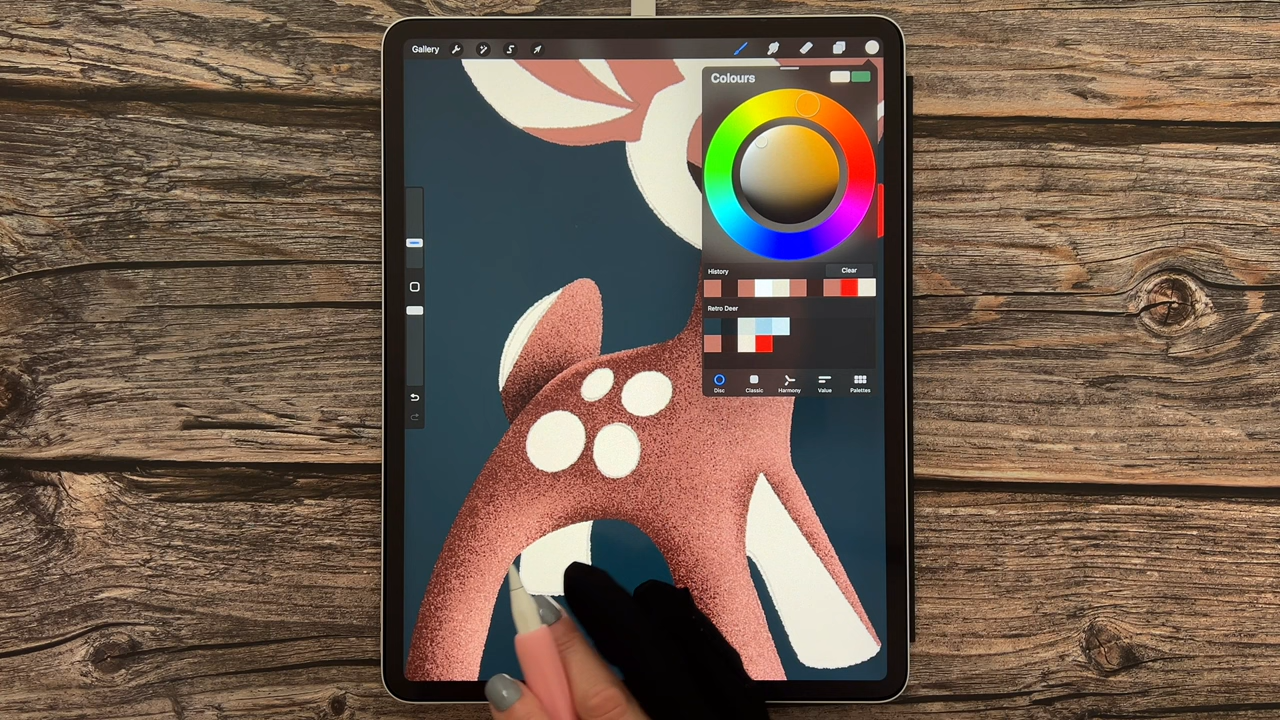 Gallery
Colours
History Clear
Retro Deer
Disc Classic Harmony Value Palettes